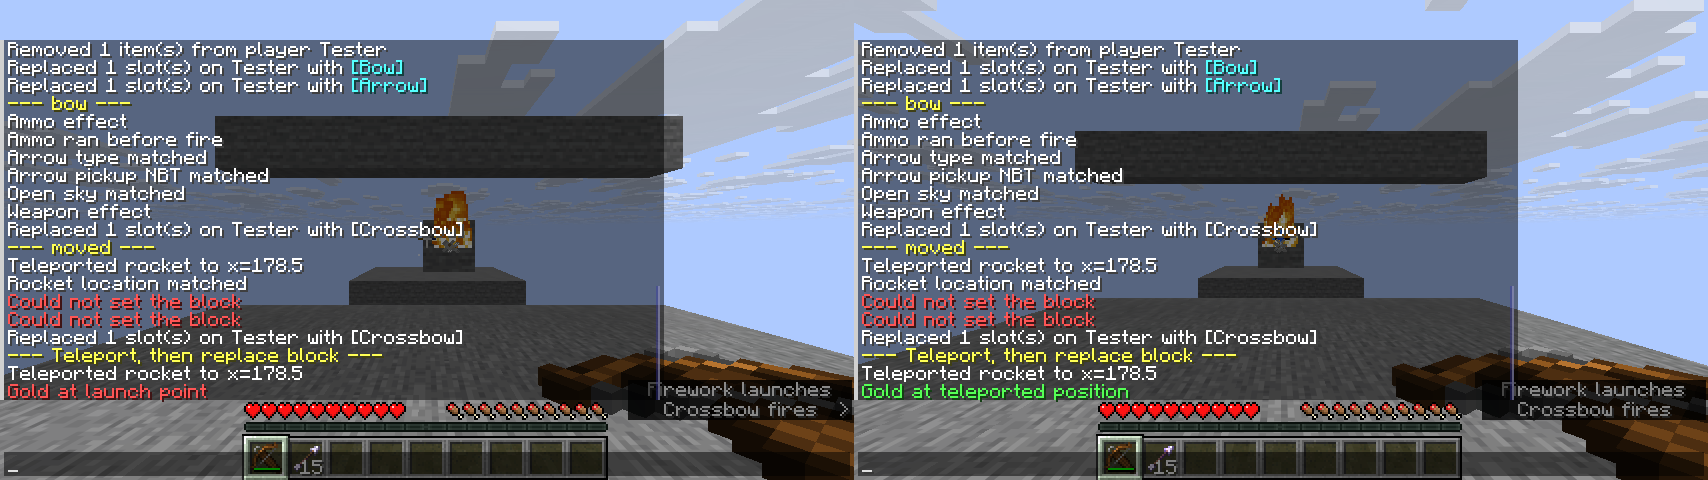 Removed 1 item(s) from player Tester
Replaced 1 slot(s) on Tester with [Bow]
Replaced 1 slot(s) on Tester with [Arrow]
--- bow ---
Ammo effect
Ammo ran before fire
Arrow type matched
Arrow pickup NBT matched
Open sky matched
Weapon effect
Replaced 1 slot(s) on Tester with [Crossbow]
--- moved ---
Teleported rocket to x=178.5
Rocket location matched
Could not set the block
Could not set the block
Replaced 1 slot(s) on Tester with [Crossbow]
--- Teleport, then replace block ---
Teleported rocket to x=178.5
Gold at launch point
Firework launches
Crossbow fires >
15
_
Removed 1 item(s) from player Tester
Replaced 1 slot(s) on Tester with [Bow]
Replaced 1 slot(s) on Tester with [Arrow]
--- bow ---
Ammo effect
Ammo ran before fire
Arrow type matched
Arrow pickup NBT matched
Open sky matched
Weapon effect
Replaced 1 slot(s) on Tester with [Crossbow]
--- moved ---
Teleported rocket to x=178.5
Rocket location matched
Could not set the block
Could not set the block
Replaced 1 slot(s) on Tester with [Crossbow]
--- Teleport, then replace block ---
Teleported rocket to x=178.5
Gold at teleported position
Firework launches
Crossbow fires
15
_